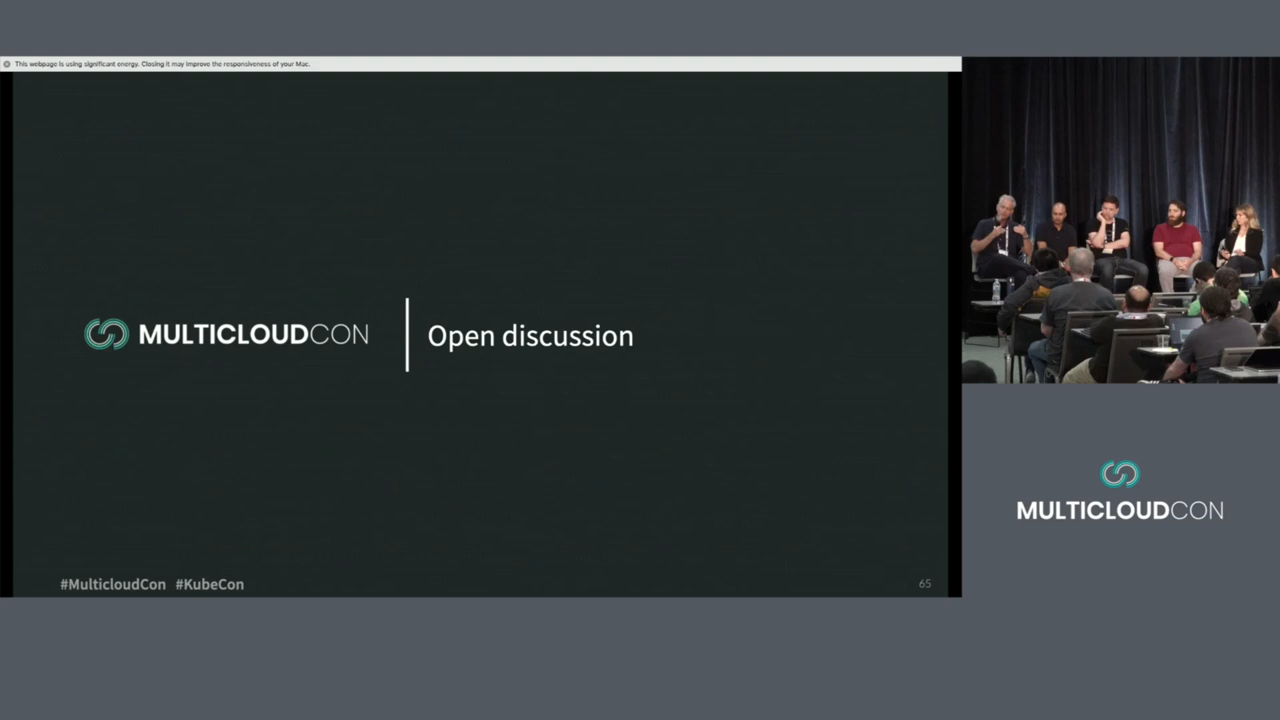 This webpage is using significant energy. Closing it may improve the responsiveness of your Mac.
MULTICLOUDCON
Open discussion
#MulticloudCon #KubeCon
65
MULTICLOUDCON